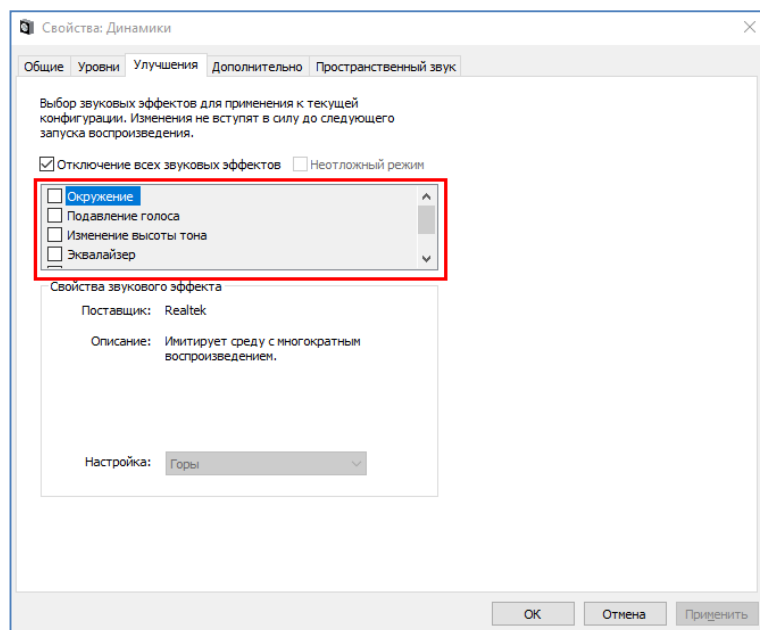 Свойства: Динамики
Общие Уровни Улучшения Дополнительно Пространственный звук
Выбор звуковых эффектов для применения к текущей
конфигурации. Изменения не вступят в силу до следующего
запуска воспроизведения.
Отключение всех звуковых эффектов Неотложный режим
Окружение
Подавление голоса
Изменение высоты тона
Эквалайзер
Свойства звукового эффекта
Поставщик: Realtek
Описание: Имитирует среду с многократным
воспроизведением.
Настройка: Горы
ОК Отмена Применить